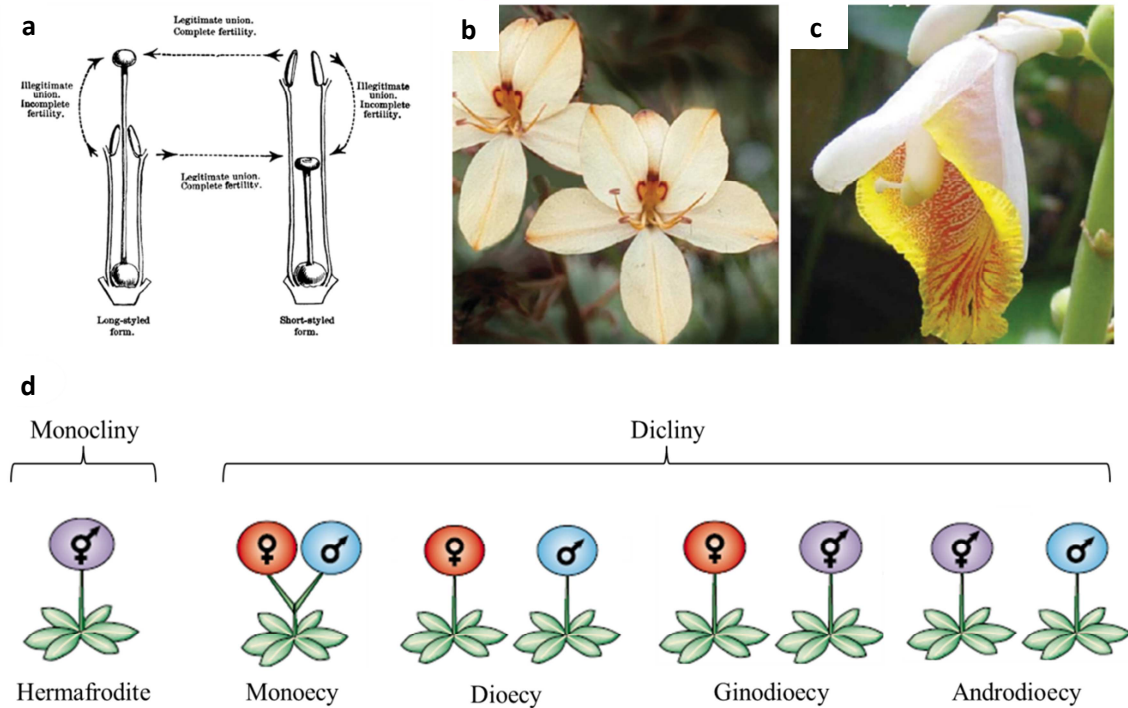 a
Legitimate union.
Complete fertility.
Illegitimate
union.
Incomplete
fertility.
Illegitimate
union.
Incomplete
fertility.
Legitimate union.
Complete fertility.
Long-styled
form.
Short-styled
form.
b
c
d
Monocliny
Dicliny
Hermafrodite
Monoecy
Dioecy
Ginodioecy
Androdioecy